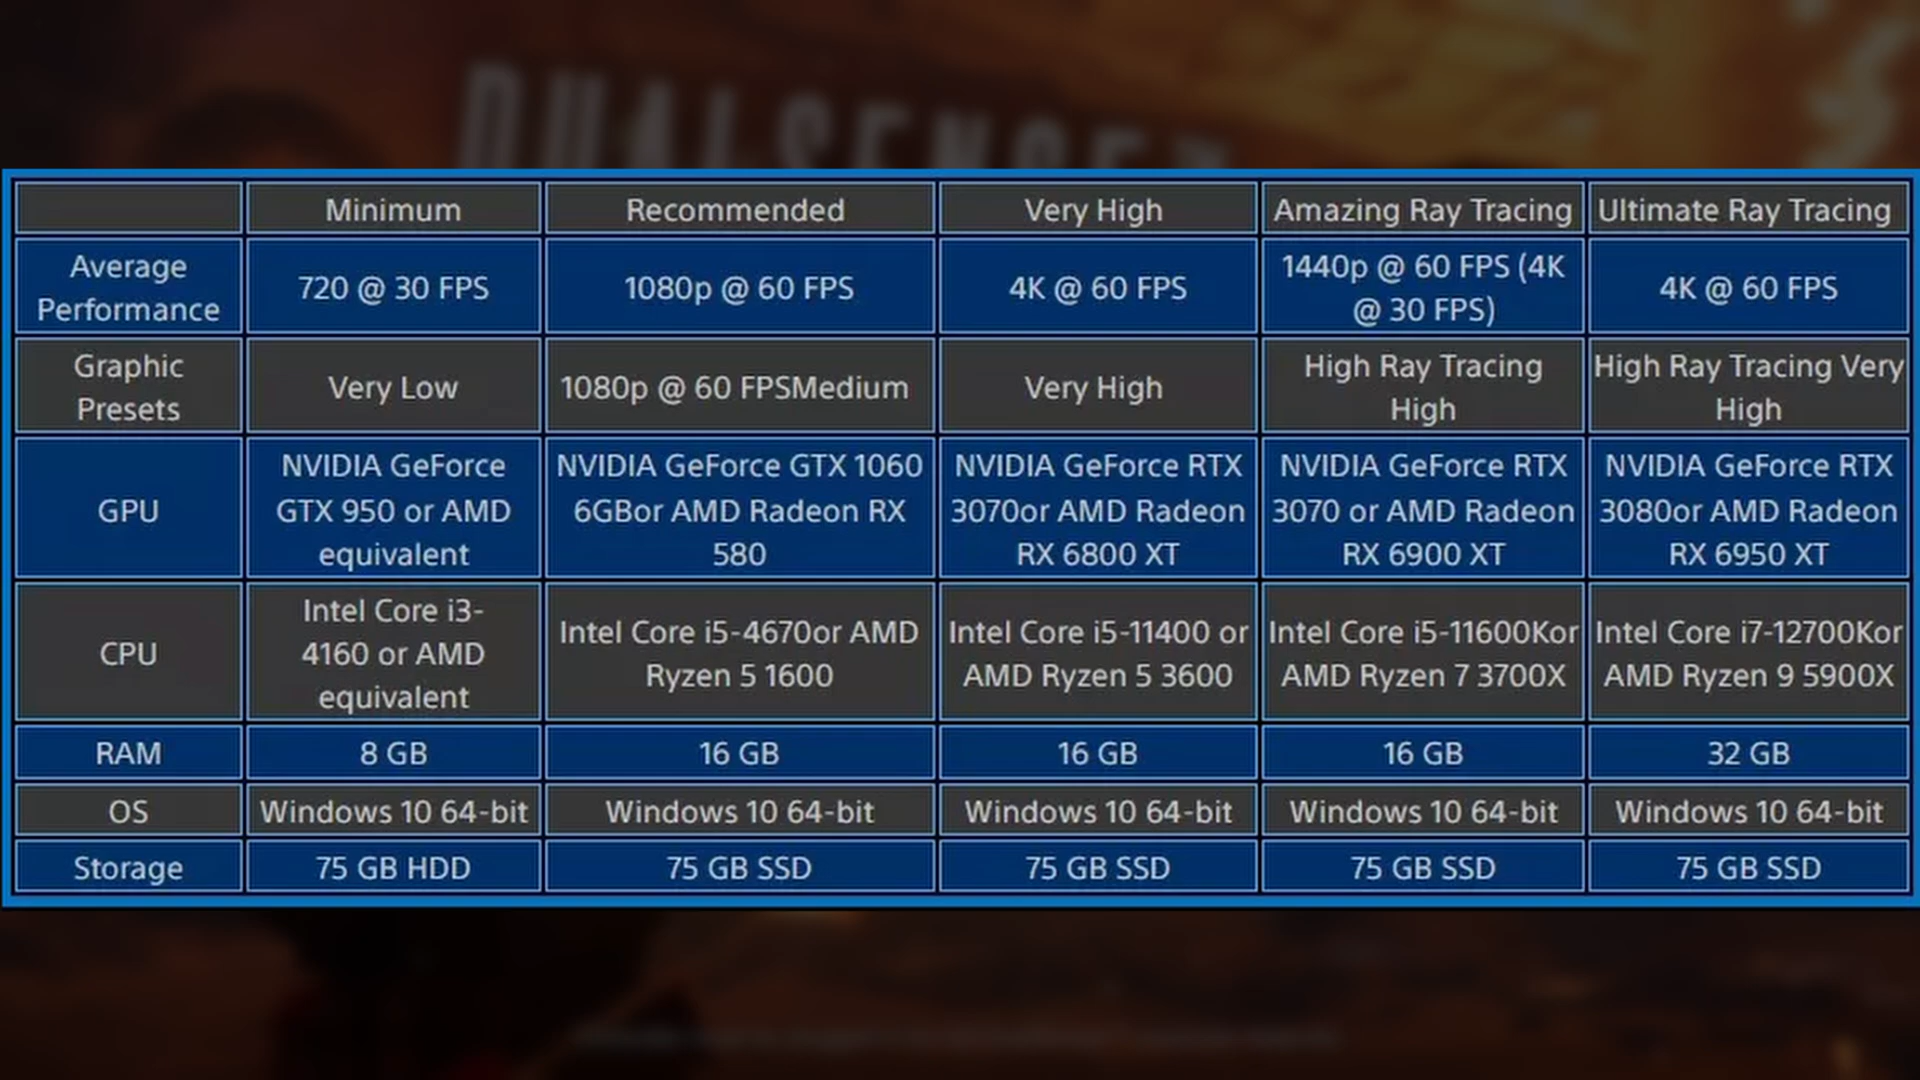 DUALSENSE
Minimum
Recommended
Very High
Amazing Ray Tracing
Ultimate Ray Tracing
Average
Performance
720 @ 30 FPS
1080p @ 60 FPS
4K @ 60 FPS
1440p @ 60 FPS (4K
@ 30 FPS)
4K @ 60 FPS
Graphic
Presets
Very Low
1080p @ 60 FPSMedium
Very High
High Ray Tracing
High
High Ray Tracing Very
High
GPU
NVIDIA GeForce
GTX 950 or AMD
equivalent
NVIDIA GeForce GTX 1060
6GBor AMD Radeon RX
580
NVIDIA GeForce RTX
3070or AMD Radeon
RX 6800 XT
NVIDIA GeForce RTX
3070 or AMD Radeon
RX 6900 XT
NVIDIA GeForce RTX
3080or AMD Radeon
RX 6950 XT
CPU
Intel Core i3-
4160 or AMD
equivalent
Intel Core i5-4670or AMD
Ryzen 5 1600
Intel Core i5-11400 or
AMD Ryzen 5 3600
Intel Core i5-11600Kor
AMD Ryzen 7 3700X
Intel Core i7-12700Kor
AMD Ryzen 9 5900X
RAM
8 GB
16 GB
16 GB
16 GB
32 GB
OS
Windows 10 64-bit
Windows 10 64-bit
Windows 10 64-bit
Windows 10 64-bit
Windows 10 64-bit
Storage
75 GB HDD
75 GB SSD
75 GB SSD
75 GB SSD
75 GB SSD